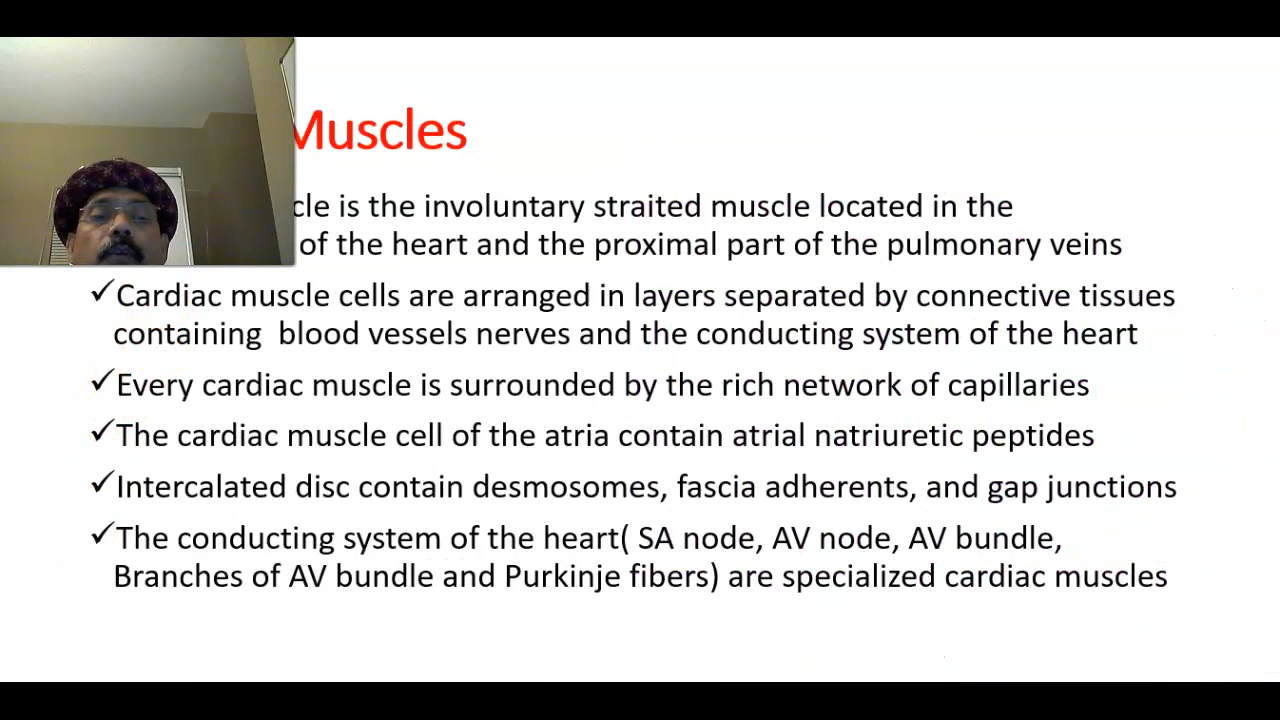 Muscles
cle is the involuntary straited muscle located in the
of the heart and the proximal part of the pulmonary veins
✓Cardiac muscle cells are arranged in layers separated by connective tissues
containing blood vessels nerves and the conducting system of the heart
✓Every cardiac muscle is surrounded by the rich network of capillaries
✓The cardiac muscle cell of the atria contain atrial natriuretic peptides
✓Intercalated disc contain desmosomes, fascia adherents, and gap junctions
✓The conducting system of the heart( SA node, AV node, AV bundle,
Branches of AV bundle and Purkinje fibers) are specialized cardiac muscles